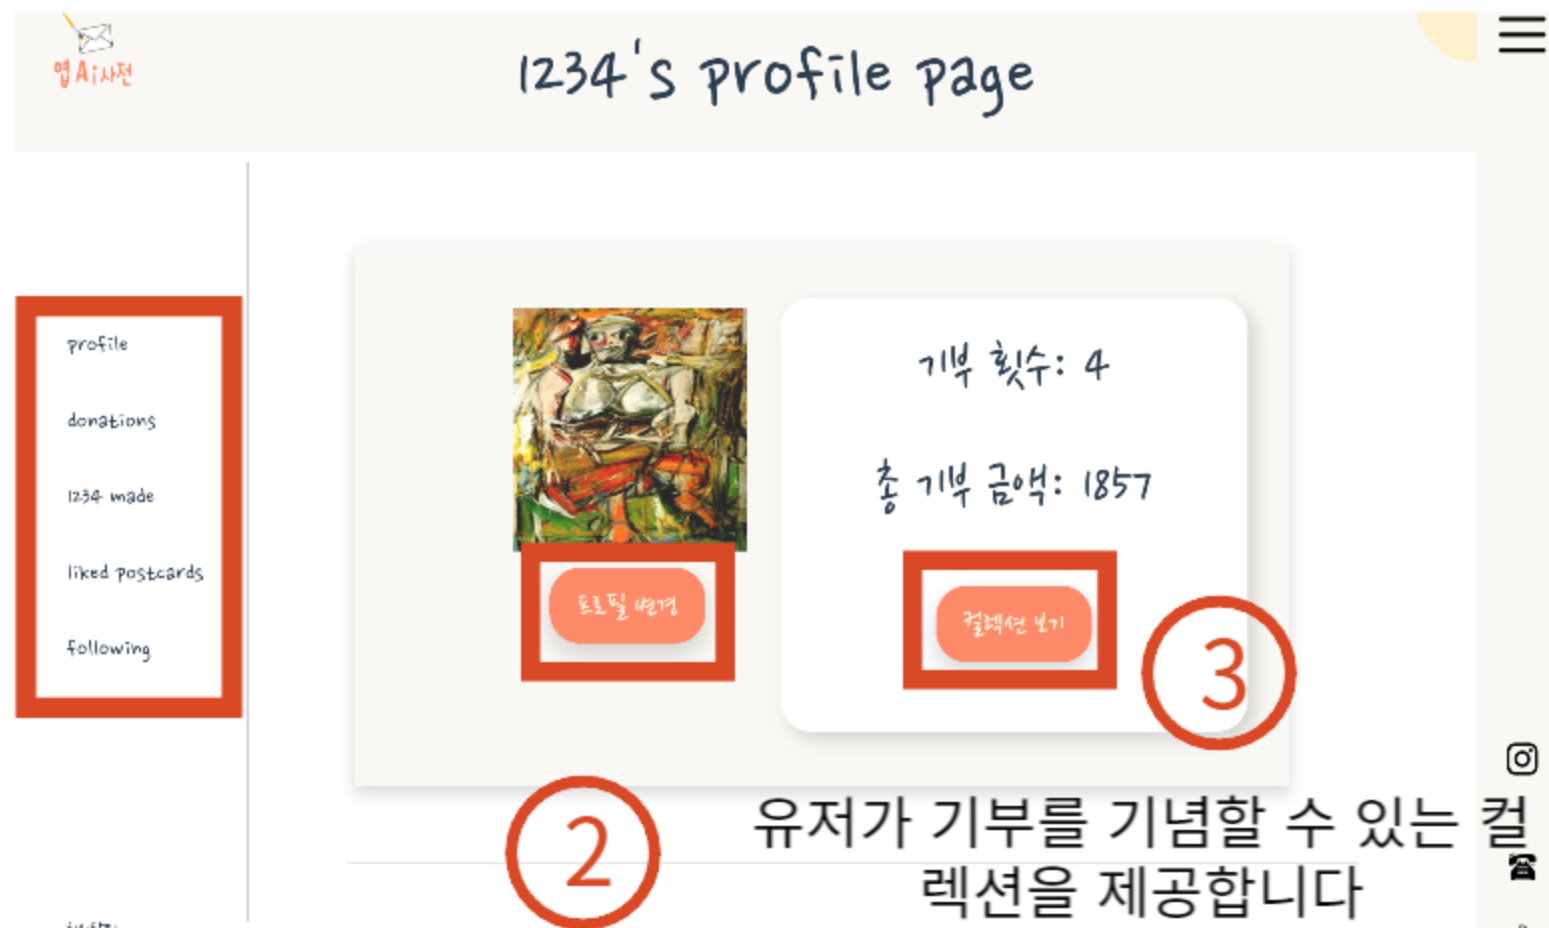 엽Ai사전
1234's profile page
profile
donations
1234 made
liked postcards
following
기부 횟수: 4
총 기부 금액: 1857
프로필 변경
컬렉션 보기
3
2
유저가 기부를 기념할 수 있는 컬
렉션을 제공합니다